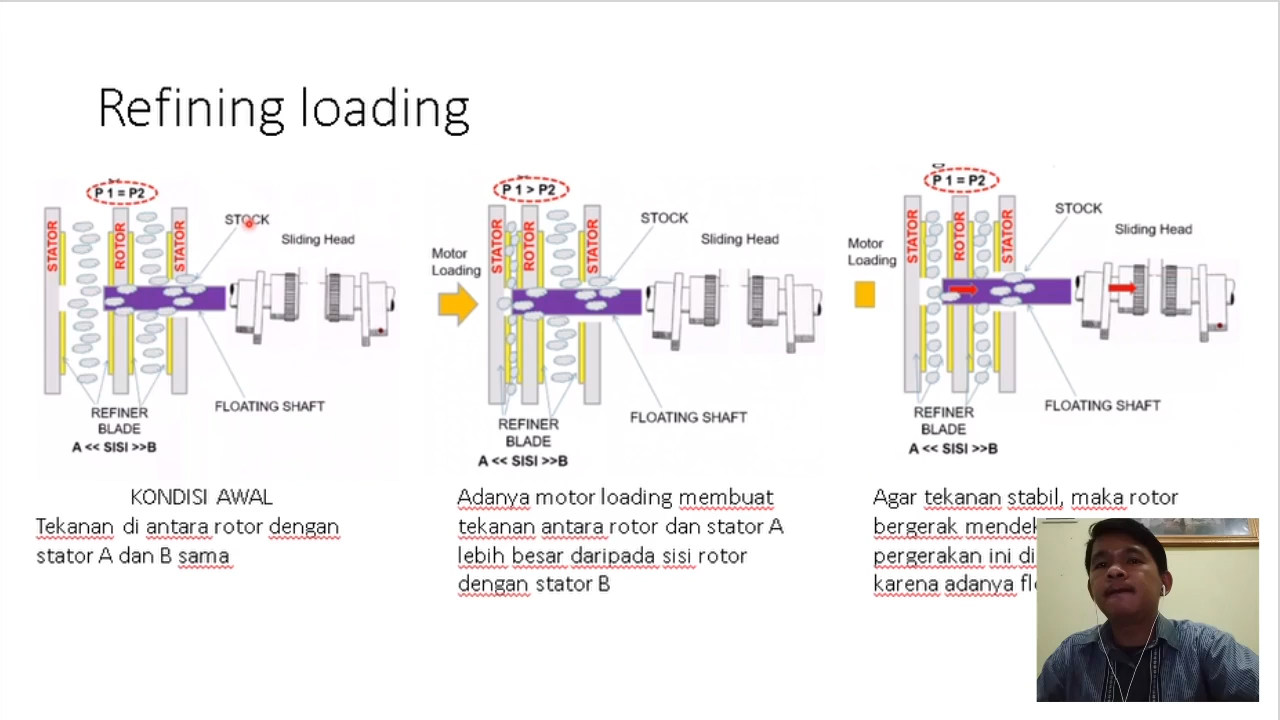 Refining loading
P 1 = P2
STATOR
ROTOR
STATOR
STOCK
Sliding Head
FLOATING SHAFT
REFINER
BLADE
A << SISI >>B
KONDISI AWAL
Tekanan di antara rotor dengan
stator A dan B sama
Motor
Loading
P 1 > P2
STATOR
ROTOR
STATOR
STOCK
Sliding Head
FLOATING SHAFT
REFINER
BLADE
A << SISI >>B
Adanya motor loading membuat
tekanan antara rotor dan stator A
lebih besar daripada sisi rotor
dengan stator B
Motor
Loading
P 1 = P2
STATOR
ROTOR
STATOR
STOCK
Sliding Head
FLOATING SHAFT
REFINER
BLADE
A << SISI >>B
Agar tekanan stabil, maka rotor
bergerak
pergerakan ini
karena adanya